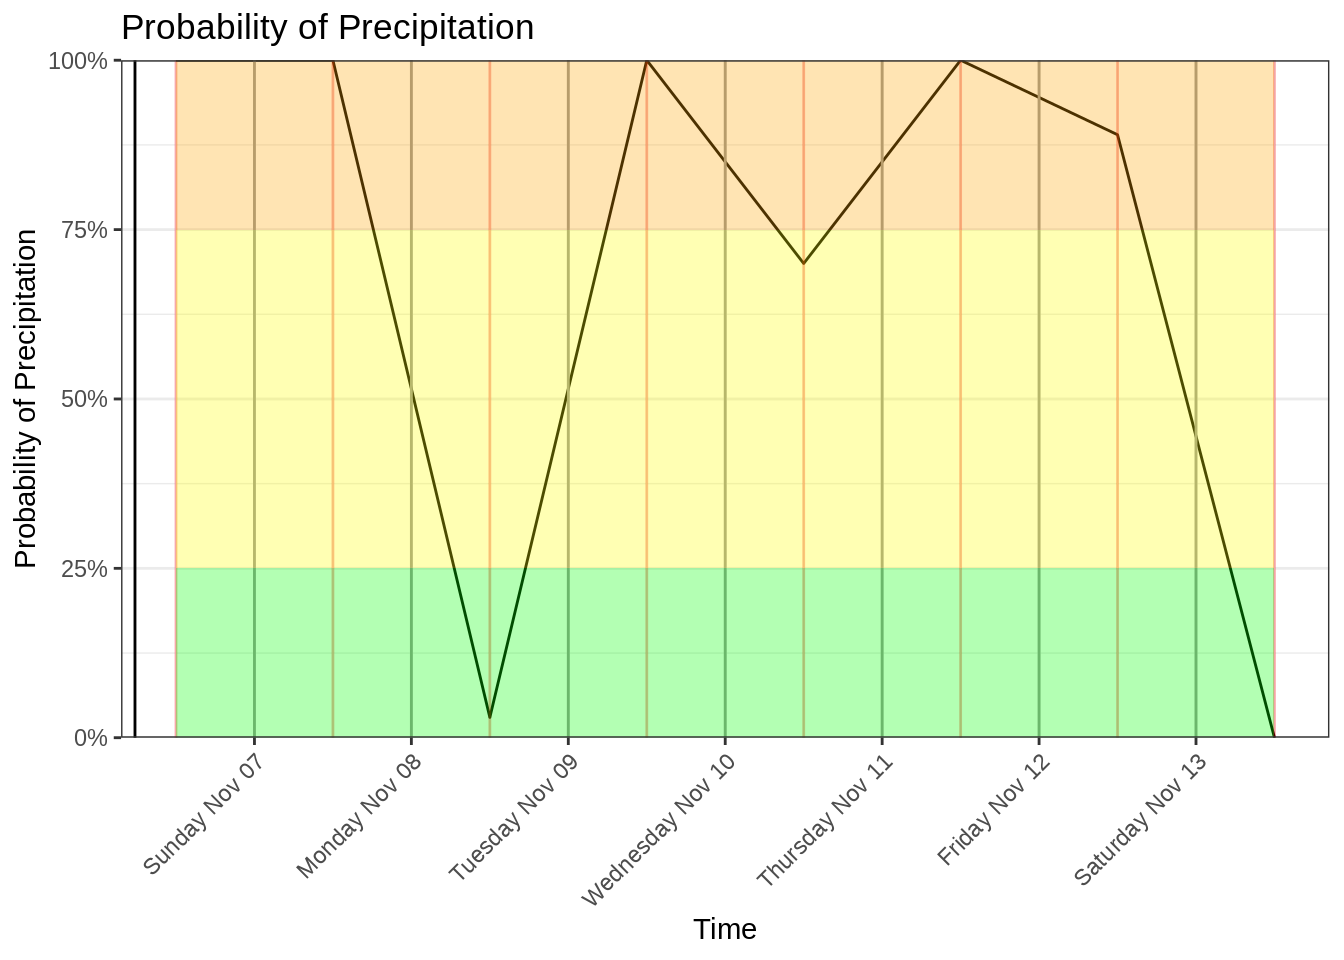 Probability of Precipitation
Probability of Precipitation
100%
75%
50%
25%
0%
Sunday Nov 07
Monday Nov 08
Tuesday Nov 09
Wednesday Nov 10
Thursday Nov 11
Friday Nov 12
Saturday Nov 13
Time